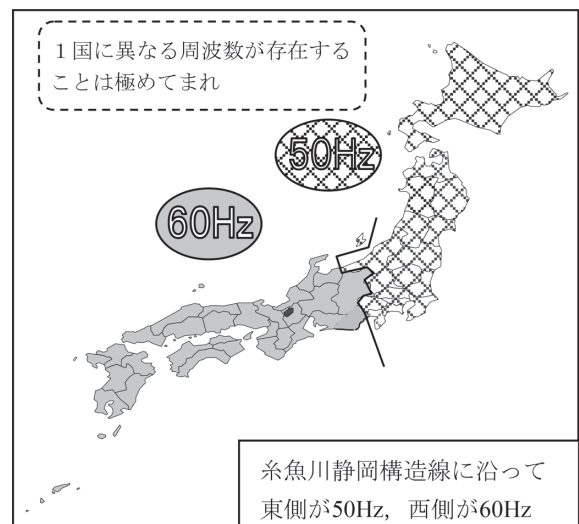 １国に異なる周波数が存在する
ことは極めてまれ
50Hz
60Hz
糸魚川静岡構造線に沿って
東側が50Hz，西側が60Hz